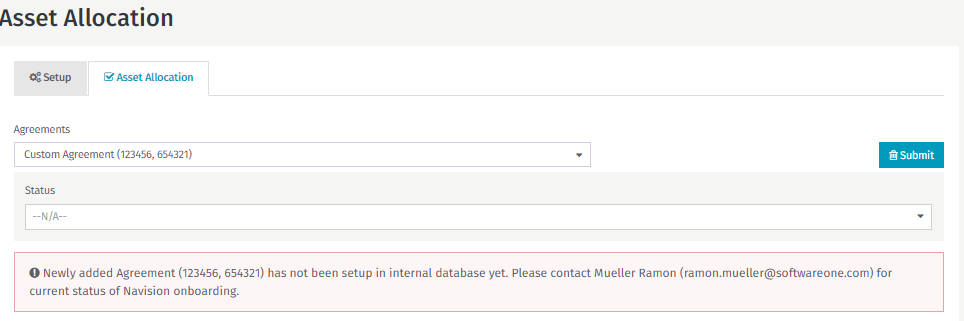 Asset Allocation
Setup
Asset Allocation
Agreements
Custom Agreement (123456, 654321)
Submit
Status
--N/A--
Newly added Agreement (123456, 654321) has not been setup in internal database yet. Please contact Mueller Ramon (ramon.mueller@softwareone.com) for
current status of Navision onboarding.